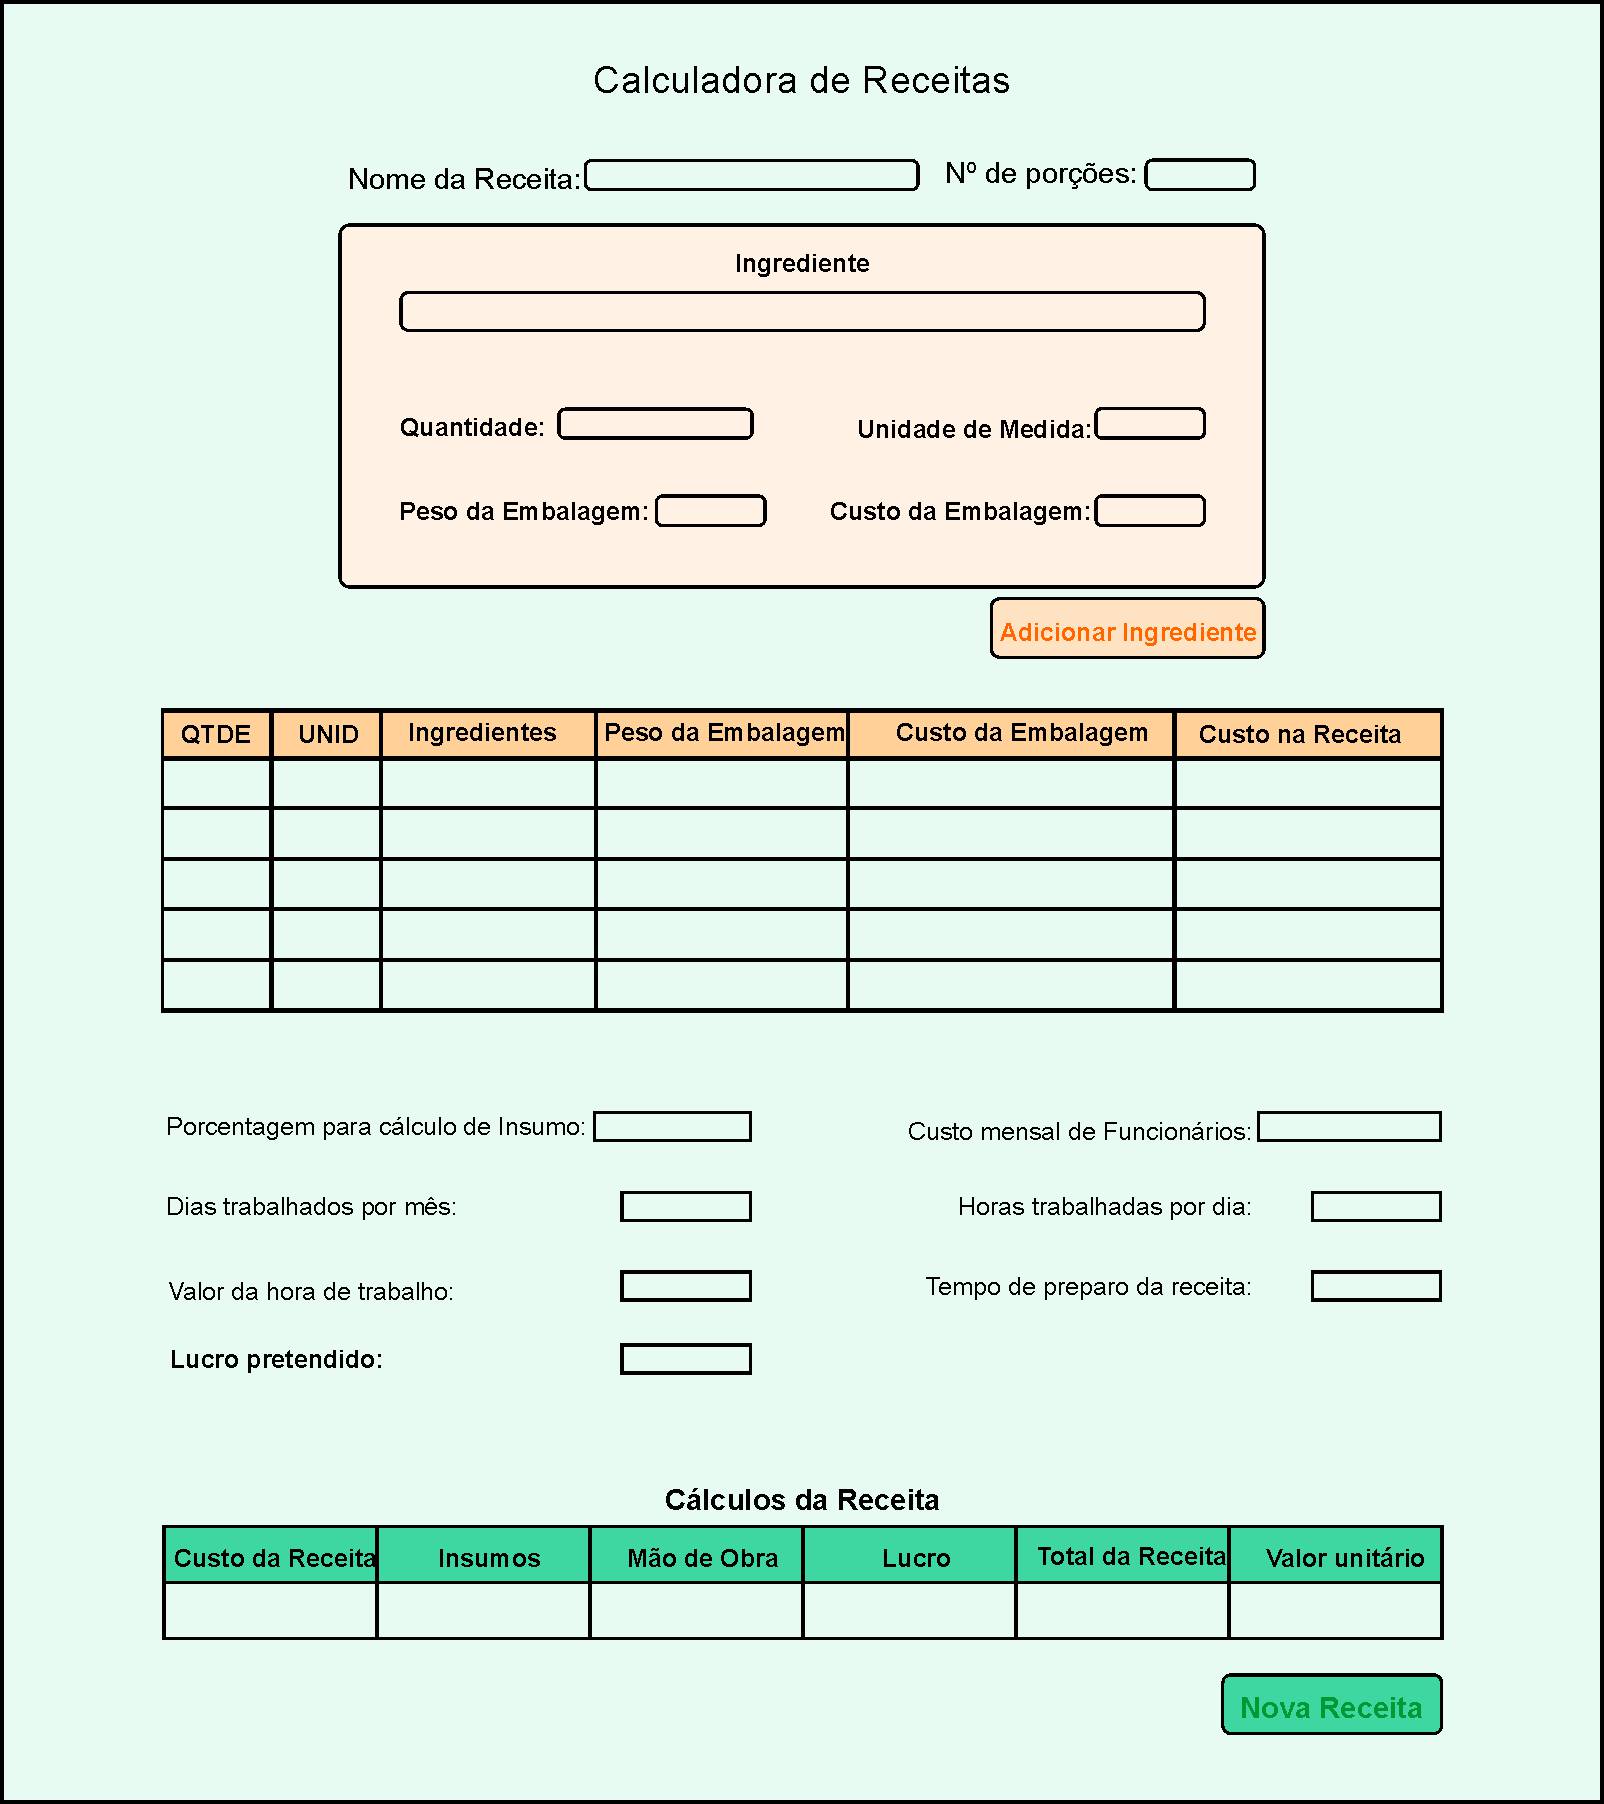 Calculadora de Receitas
Nome da Receita:
Nº de porções:
Ingrediente
Quantidade:
Unidade de Medida:
Peso da Embalagem:
Custo da Embalagem:
Adicionar Ingrediente
QTDE UNID Ingredientes Peso da Embalagem Custo da Embalagem Custo na Receita
Porcentagem para cálculo de Insumo:
Custo mensal de Funcionários:
Dias trabalhados por mês:
Horas trabalhadas por dia:
Valor da hora de trabalho:
Tempo de preparo da receita:
Lucro pretendido:
Cálculos da Receita
Custo da Receita Insumos Mão de Obra Lucro Total da Receita Valor unitário
Nova Receita